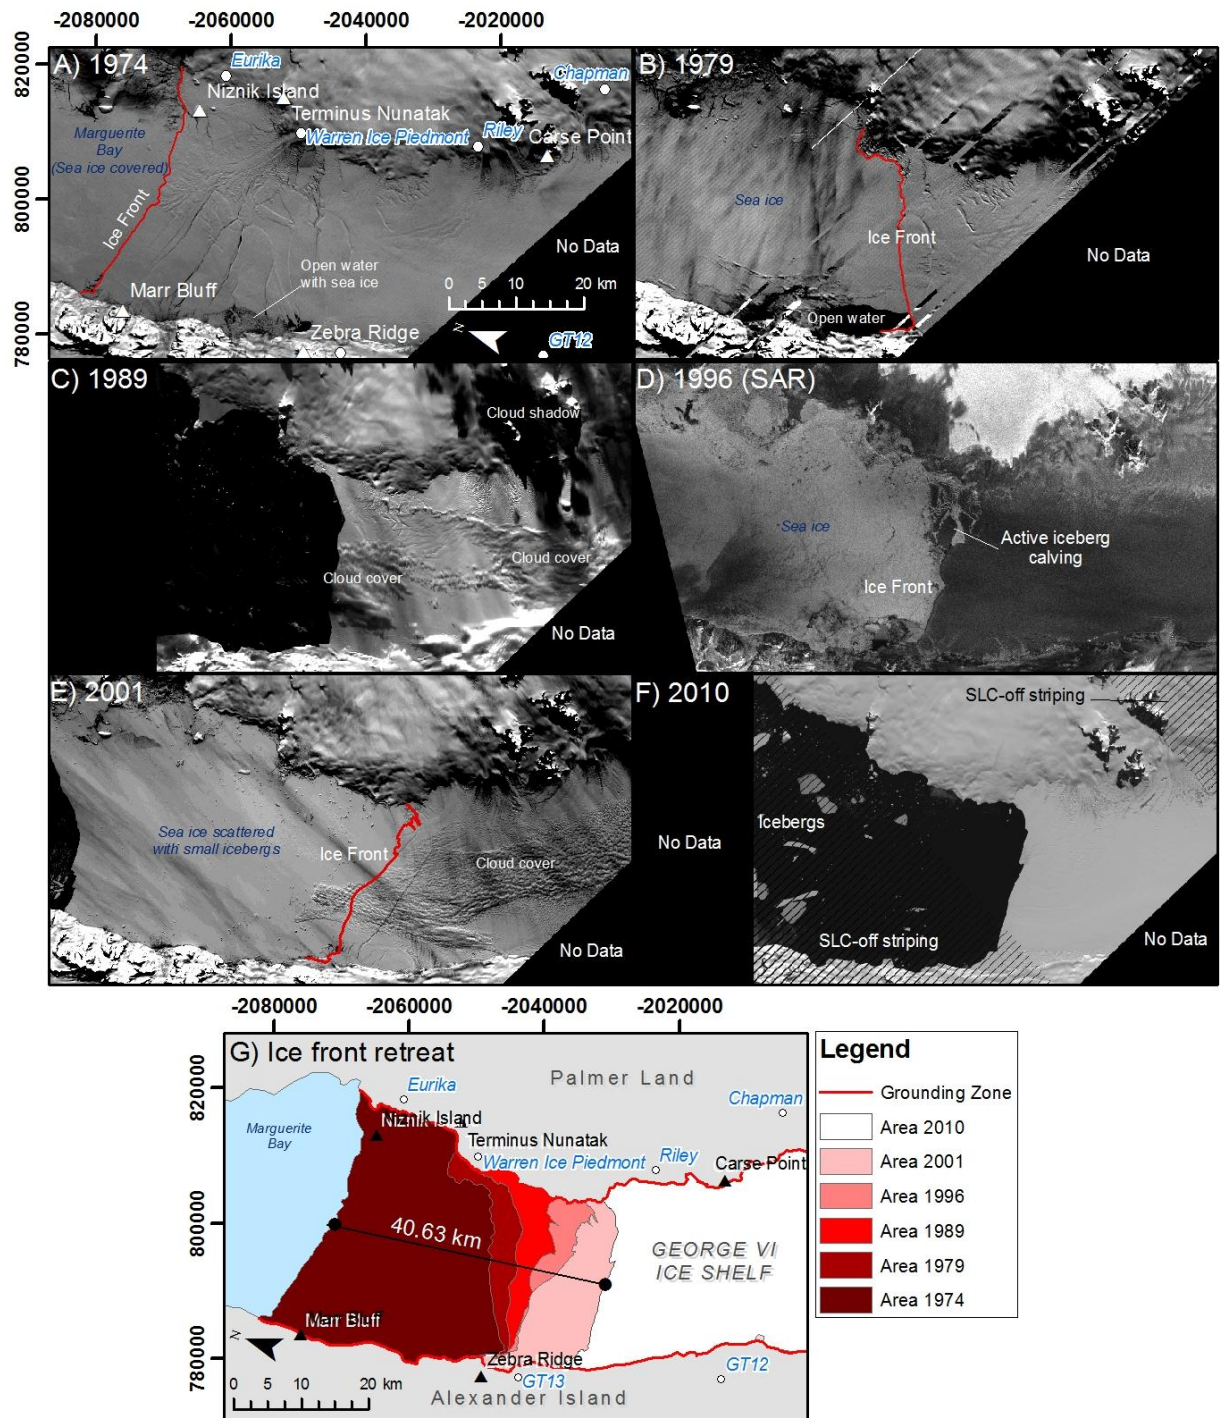 -2080000 -2060000 -2040000 -2020000
820000
800000
780000
A) 1974
Eurika
Niznik Island
Chapman
Terminus Nunatak
Warren Ice Piedmont
Riley
Carse Point
Marguerite
Bay
(Sea ice covered)
Ice Front
No Data
Open water
with sea ice
0 5 10 20 km
Marr Bluff
Zebra Ridge
N
GT12
B) 1979
Sea ice
Ice Front
No Data
Open water
C) 1989
Cloud shadow
Cloud cover
Cloud cover
No Data
D) 1996 (SAR)
Sea ice
Active iceberg
calving
Ice Front
E) 2001
Sea ice scattered
with small icebergs
Ice Front
Cloud cover
No Data
F) 2010
SLC-off striping
No Data
Icebergs
SLC-off striping
No Data
-2080000 -2060000 -2040000 -2020000
820000
800000
780000
G) Ice front retreat
Palmer Land
Eurika
Chapman
Niznik Island
Marguerite
Bay
Terminus Nunatak
Warren Ice Piedmont
Riley
Carse Point
40.63 km
GEORGE VI
ICE SHELF
Marr Bluff
N
Zebra Ridge
GT13
GT12
0 5 10 20 km
Alexander Island
Legend
Grounding Zone
Area 2010
Area 2001
Area 1996
Area 1989
Area 1979
Area 1974